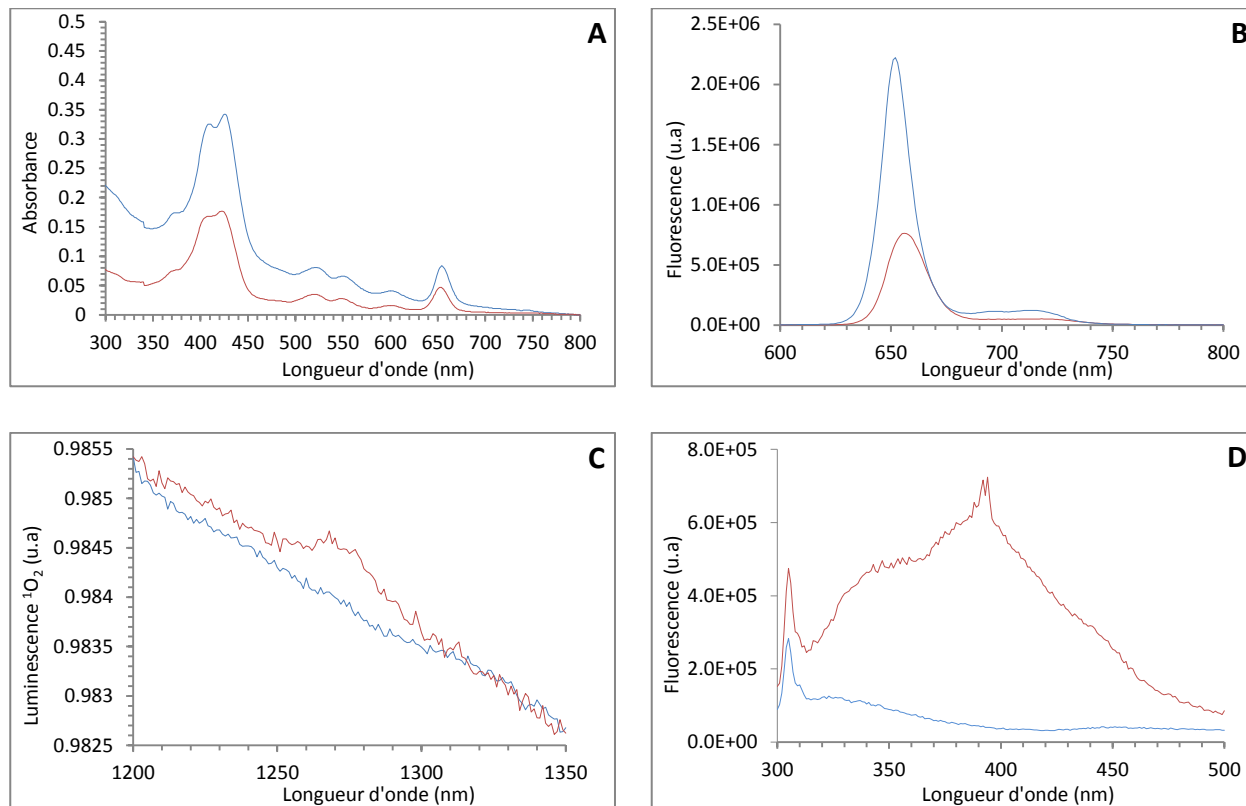 A
0.5
0.45
0.4
0.35
0.3
0.25
0.2
0.15
0.1
0.05
0
Absorbance
300 350 400 450 500 550 600 650 700 750 800
Longueur d'onde (nm)
B
2.5E+06
2.0E+06
1.5E+06
1.0E+06
5.0E+05
0.0E+00
Fluorescence (u.a)
600 650 700 750 800
Longueur d'onde (nm)
C
0.9855
0.985
0.9845
0.984
0.9835
0.983
0.9825
Luminescence ¹O₂ (u.a)
1200 1250 1300 1350
Longueur d'onde (nm)
D
8.0E+05
6.0E+05
4.0E+05
2.0E+05
0.0E+00
Fluorescence (u.a)
300 350 400 450 500
Longueur d'onde (nm)